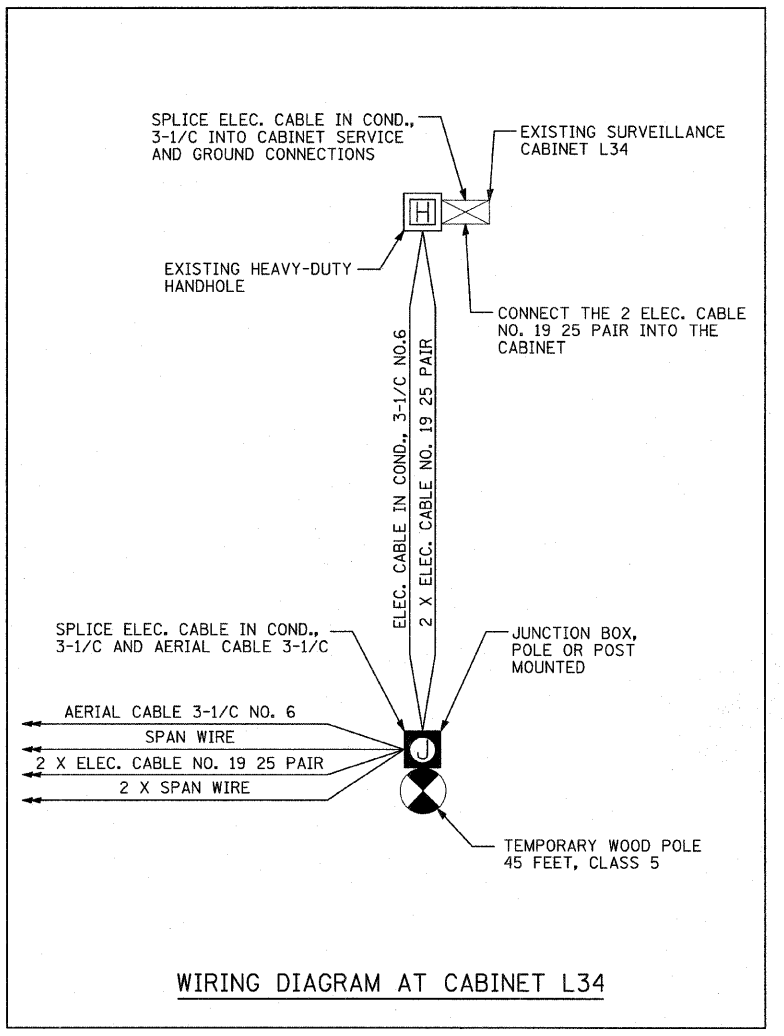 SPLICE ELEC. CABLE IN COND.,
3-1/C INTO CABINET SERVICE
AND GROUND CONNECTIONS
EXISTING SURVEILLANCE
CABINET L34
H
EXISTING HEAVY-DUTY
HANDHOLE
CONNECT THE 2 ELEC. CABLE
NO. 19 25 PAIR INTO THE
CABINET
ELEC. CABLE IN COND., 3-1/C NO.6
2 X ELEC. CABLE NO. 19 25 PAIR
SPLICE ELEC. CABLE IN COND.,
3-1/C AND AERIAL CABLE 3-1/C
JUNCTION BOX,
POLE OR POST
MOUNTED
AERIAL CABLE 3-1/C NO. 6
SPAN WIRE
2 X ELEC. CABLE NO. 19 25 PAIR
2 X SPAN WIRE
J
TEMPORARY WOOD POLE
45 FEET, CLASS 5
WIRING DIAGRAM AT CABINET L34